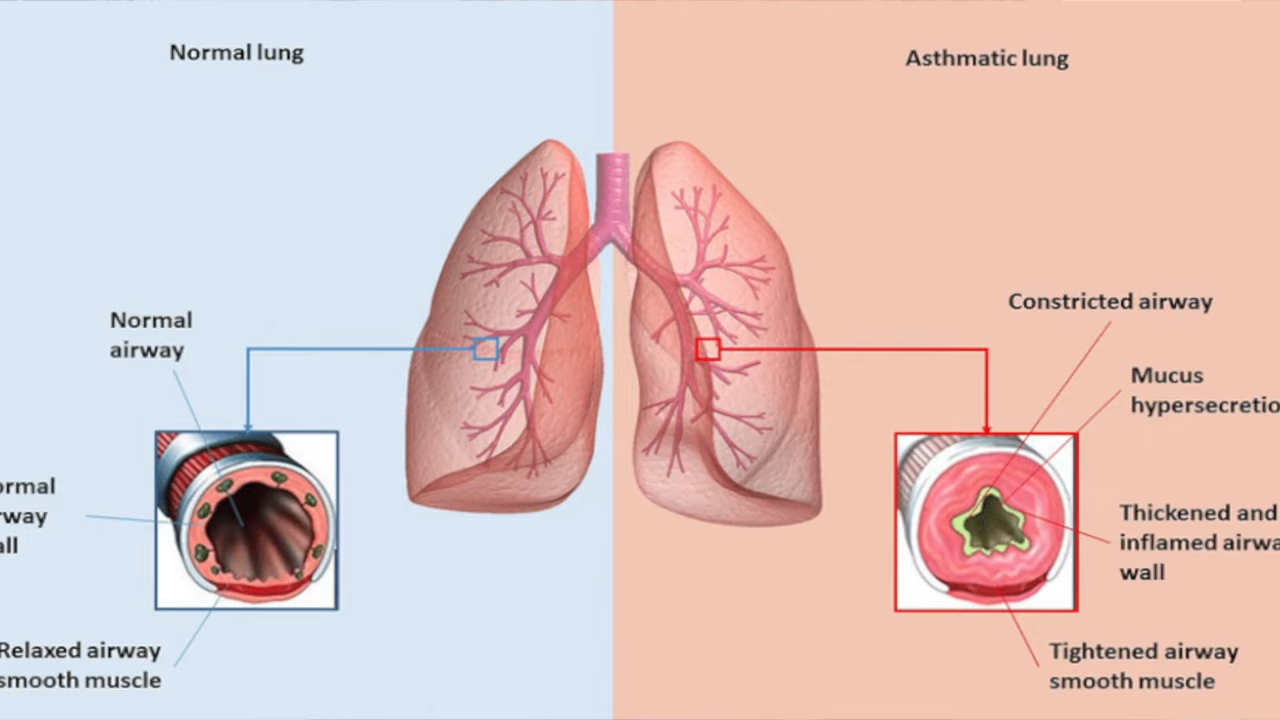 Normal lung
Asthmatic lung
Normal
airway
Constricted airway
Mucus
hypersecretio
ormal
rway
all
Thickened and
inflamed airwa
wall
Relaxed airway
smooth muscle
Tightened airway
smooth muscle